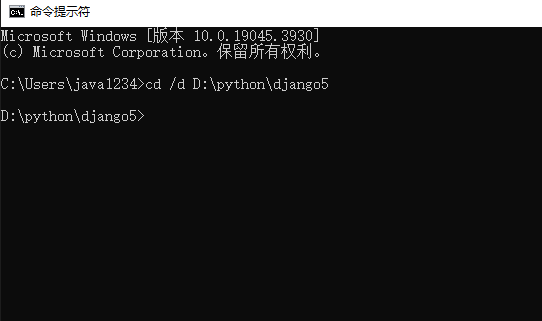 命令提示符
Microsoft Windows [版本 10.0.19045.3930]
(c) Microsoft Corporation。保留所有权利。
C:\Users\java1234>cd /d D:\python\django5
D:\python\django5>